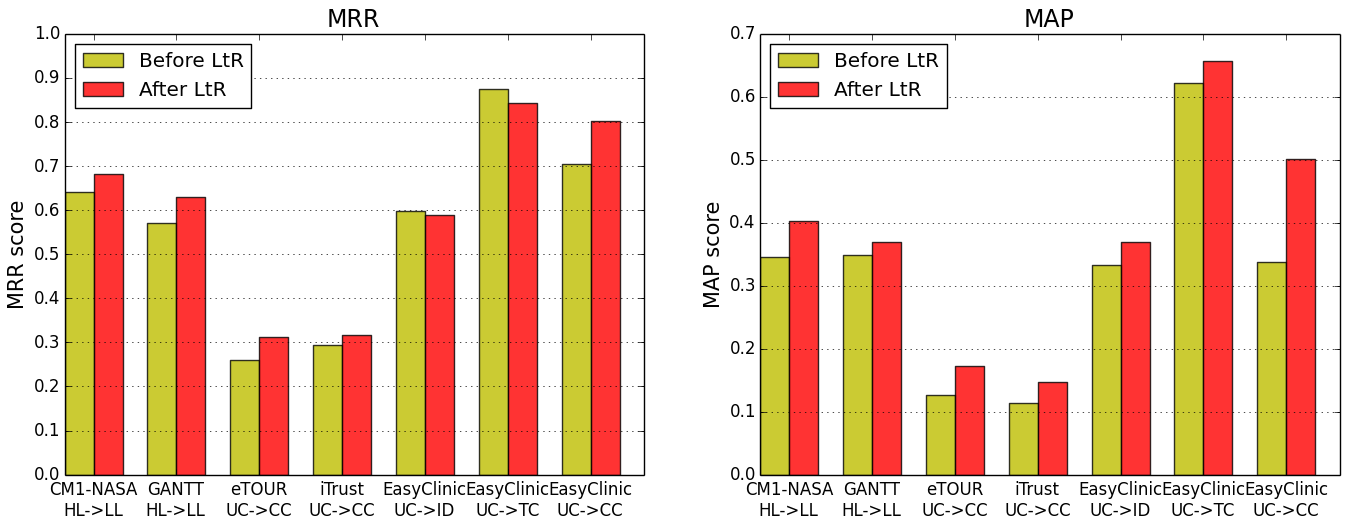 MRR
1.0
0.9
0.8
0.7
0.6
0.5
0.4
0.3
0.2
0.1
0.0
MRR score
Before LtR
After LtR
CM1-NASA GANTT eTOUR iTrust EasyClinic EasyClinic EasyClinic
HL->LL HL->LL UC->CC UC->CC UC->ID UC->TC UC->CC
MAP
0.7
0.6
0.5
0.4
0.3
0.2
0.1
0.0
MAP score
Before LtR
After LtR
CM1-NASA GANTT eTOUR iTrust EasyClinic EasyClinic EasyClinic
HL->LL HL->LL UC->CC UC->CC UC->ID UC->TC UC->CC